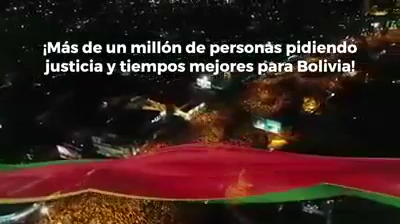 ¡Más de un millón de personas pidiendo
justicia y tiempos mejores para Bolivia!